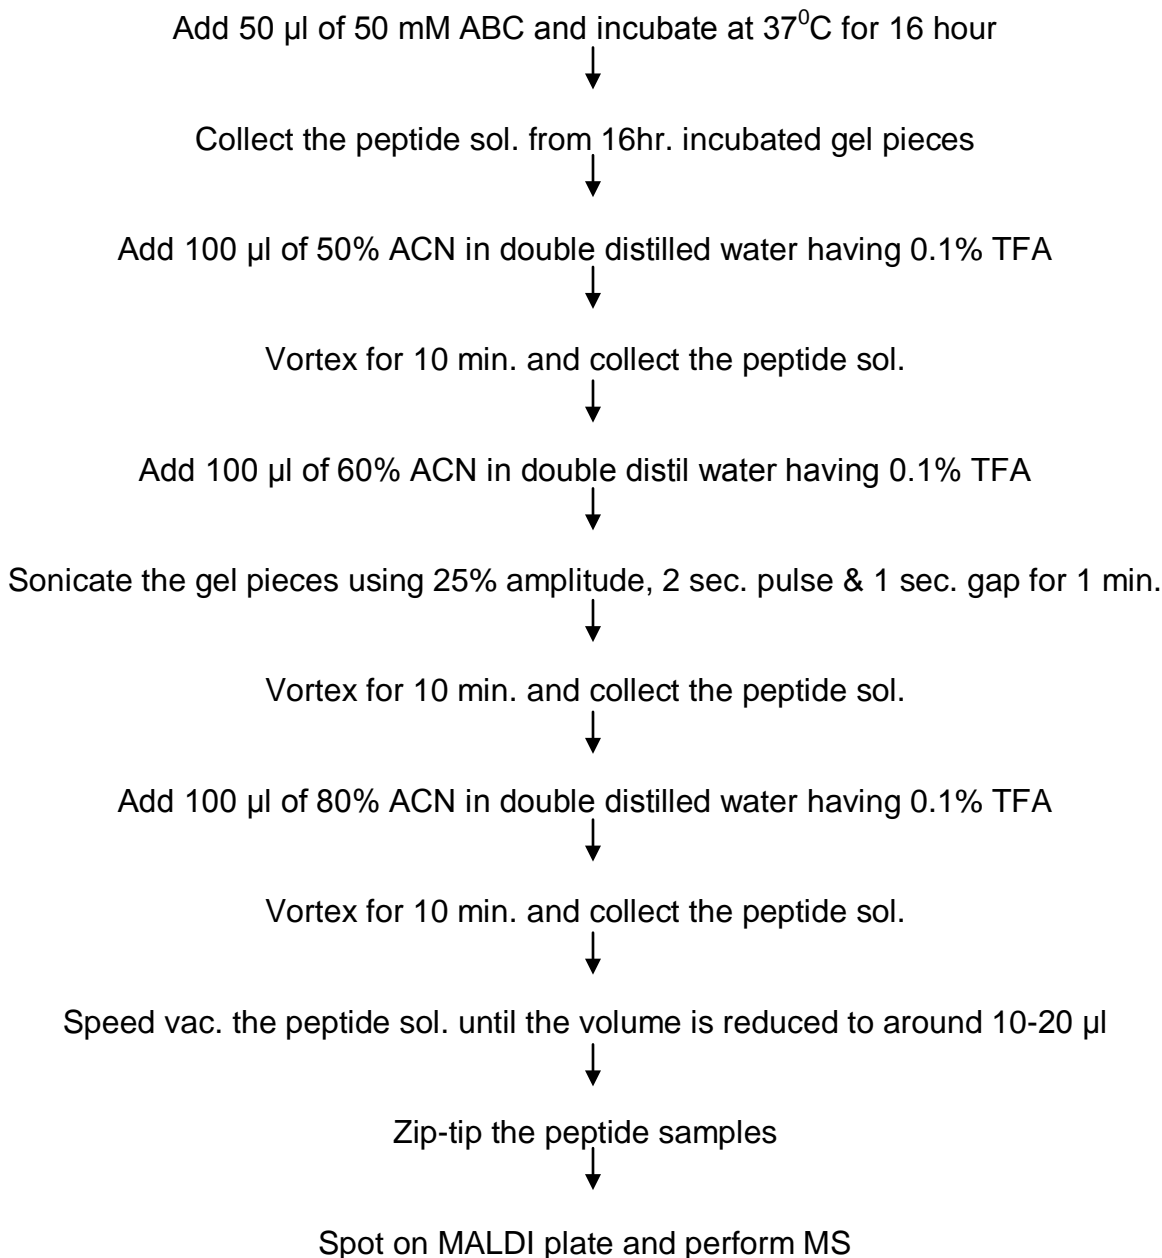 Add 50 µl of 50 mM ABC and incubate at 37⁰C for 16 hour
Collect the peptide sol. from 16hr. incubated gel pieces
Add 100 µl of 50% ACN in double distilled water having 0.1% TFA
Vortex for 10 min. and collect the peptide sol.
Add 100 µl of 60% ACN in double distil water having 0.1% TFA
Sonicate the gel pieces using 25% amplitude, 2 sec. pulse & 1 sec. gap for 1 min.
Vortex for 10 min. and collect the peptide sol.
Add 100 µl of 80% ACN in double distilled water having 0.1% TFA
Vortex for 10 min. and collect the peptide sol.
Speed vac. the peptide sol. until the volume is reduced to around 10-20 µl
Zip-tip the peptide samples
Spot on MALDI plate and perform MS